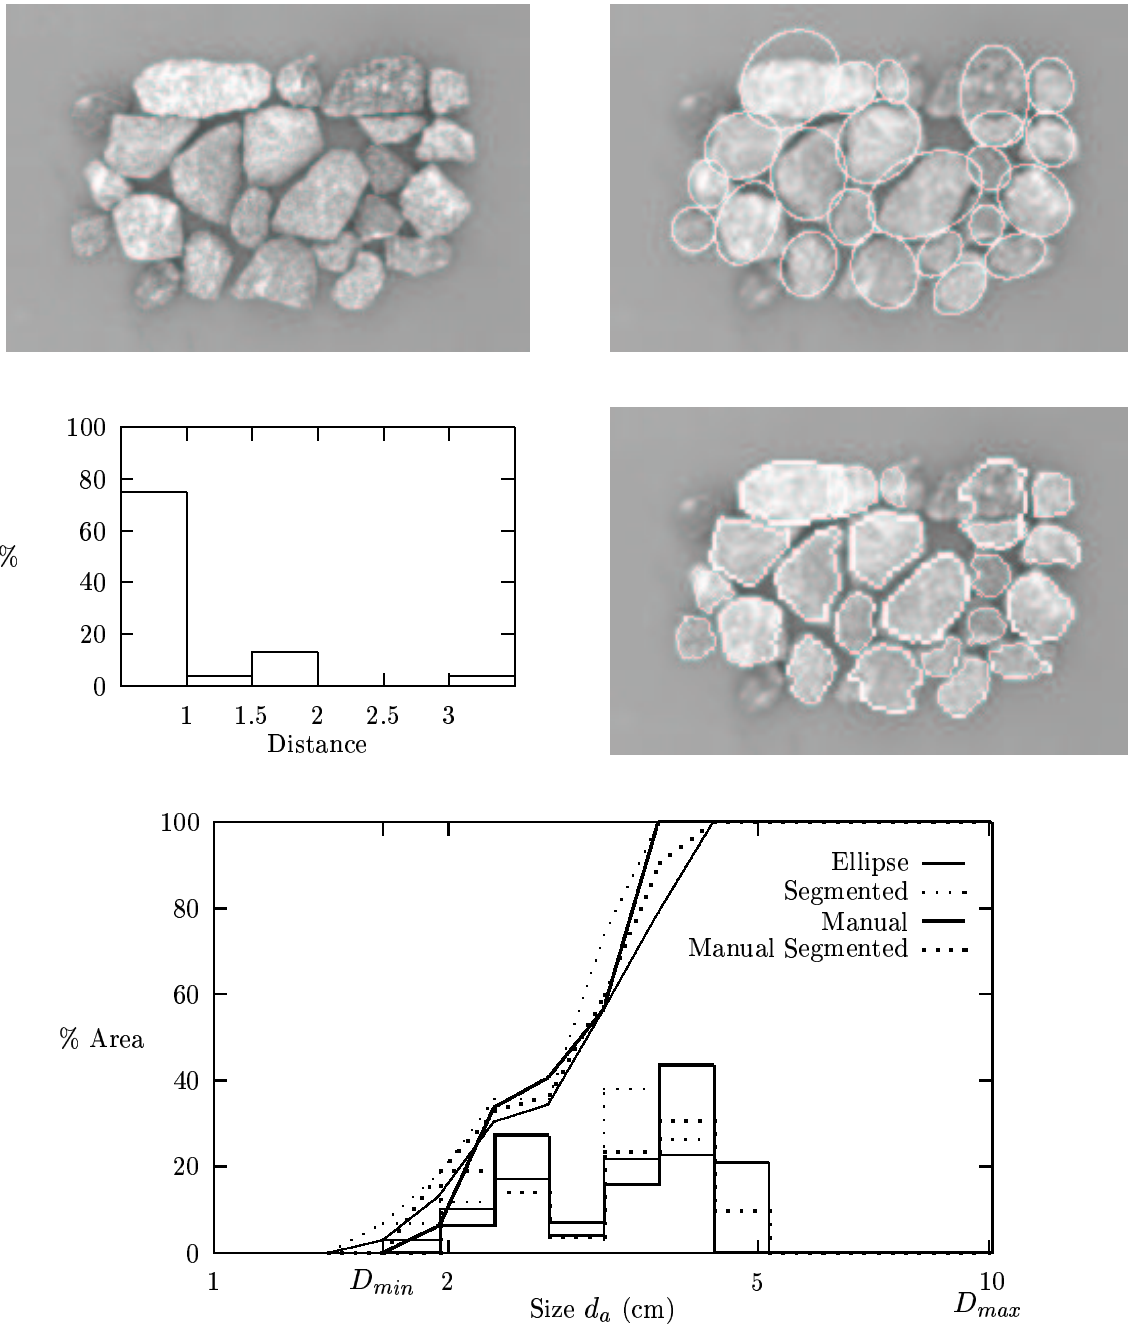 100
80
60
%
40
20
0
1 1.5 2 2.5 3
Distance
100
Ellipse
80
Segmented
Manual
Manual Segmented
60
% Area
40
20
0
1 D_min 2 5 10
Size d_a (cm) D_max